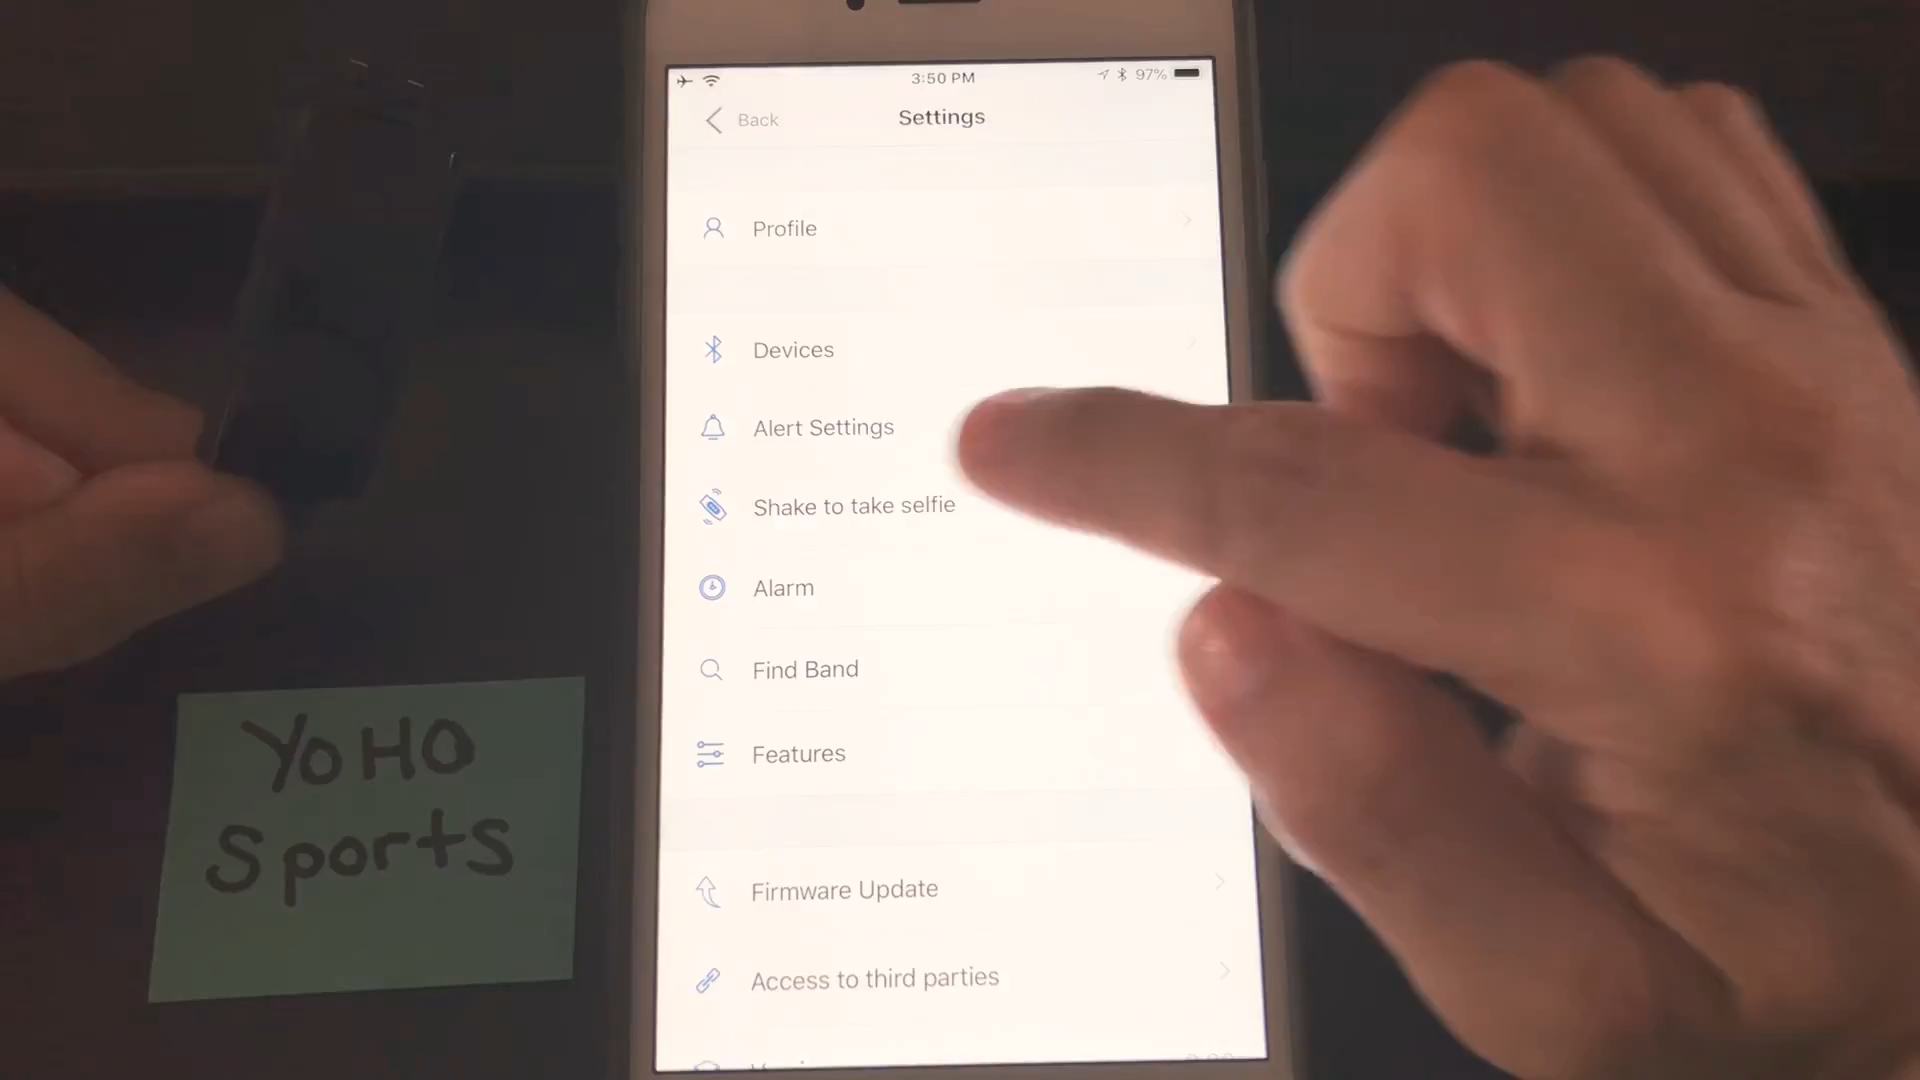 3:50 PM
97%
Back
Settings
Profile
Devices
Alert Settings
Shake to take selfie
Alarm
Find Band
Features
Firmware Update
Access to third parties
YoHO
Sports